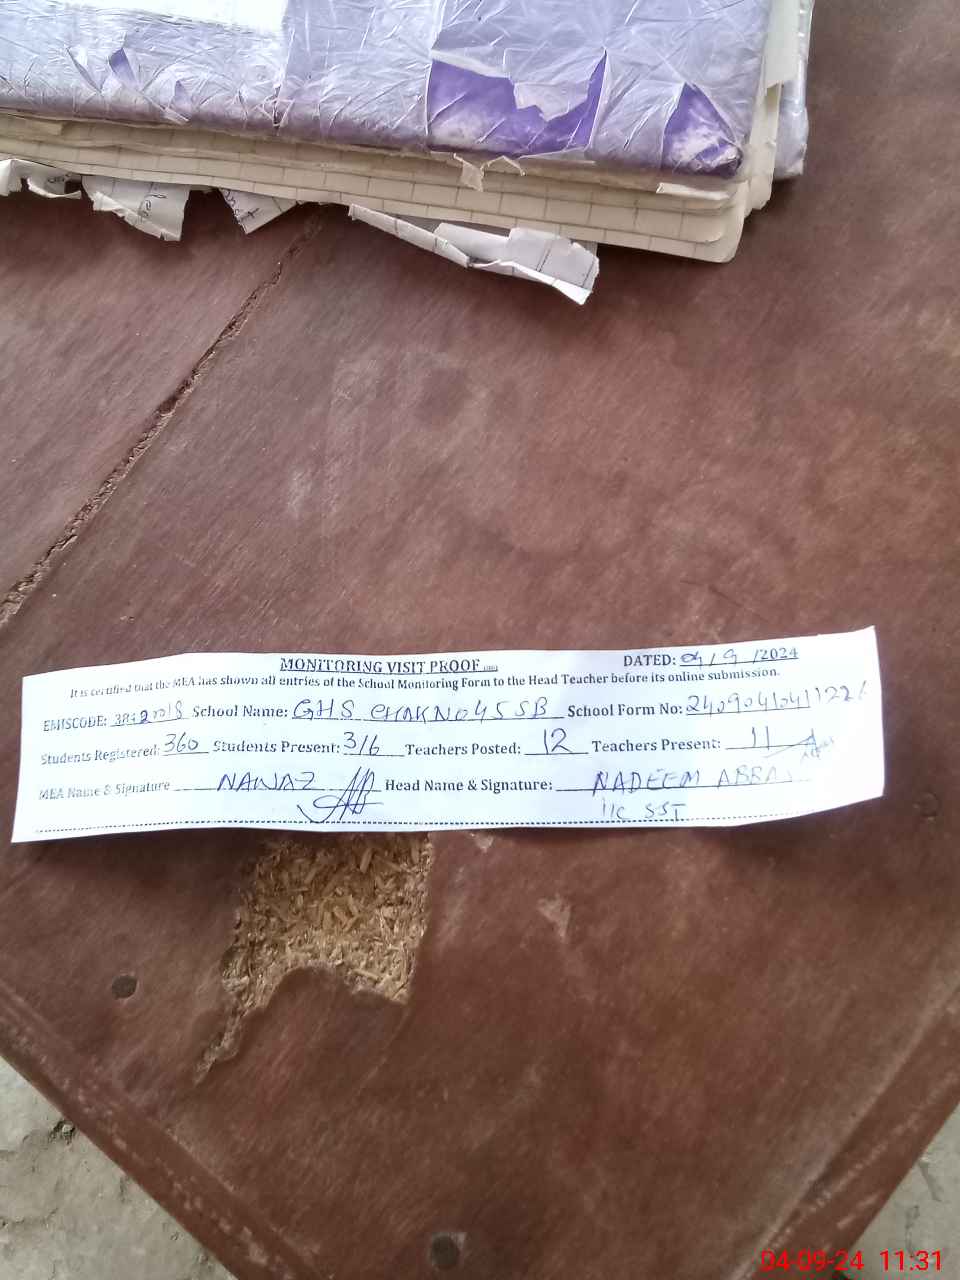 MONITORING VISIT PROOF
DATED: 04/9/2024
It is certified that the MEA has shown all entries of the School Monitoring Form to the Head Teacher before its online submission.
EMISCODE: School Name: GHS CHAK NO 45 SB School Form No:
Students Registered: 360 Students Present: 316 Teachers Posted: 12 Teachers Present: 11
MEA Name & Signature NAWAZ Head Name & Signature: NADEEM
I/C SST
04-09-24 11:31